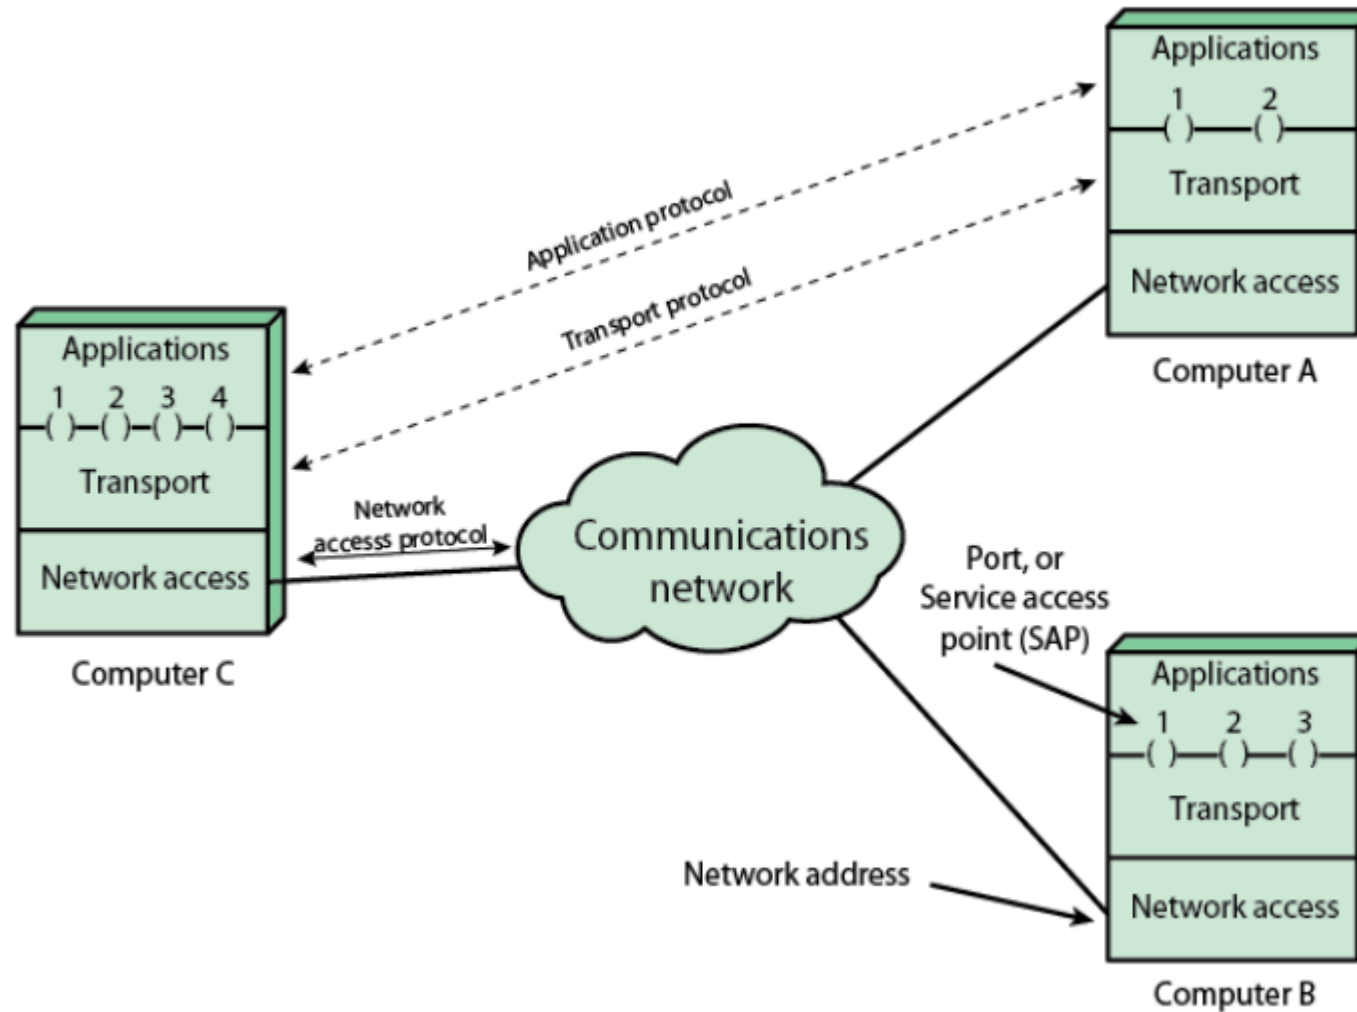 Applications
1 2
Transport
Network access
Computer A
Application protocol
Transport protocol
Applications
1 2 3 4
Transport
Network access
Computer C
Network
accesss protocol
Communications
network
Port, or
Service access
point (SAP)
Applications
1 2 3
Transport
Network access
Computer B
Network address